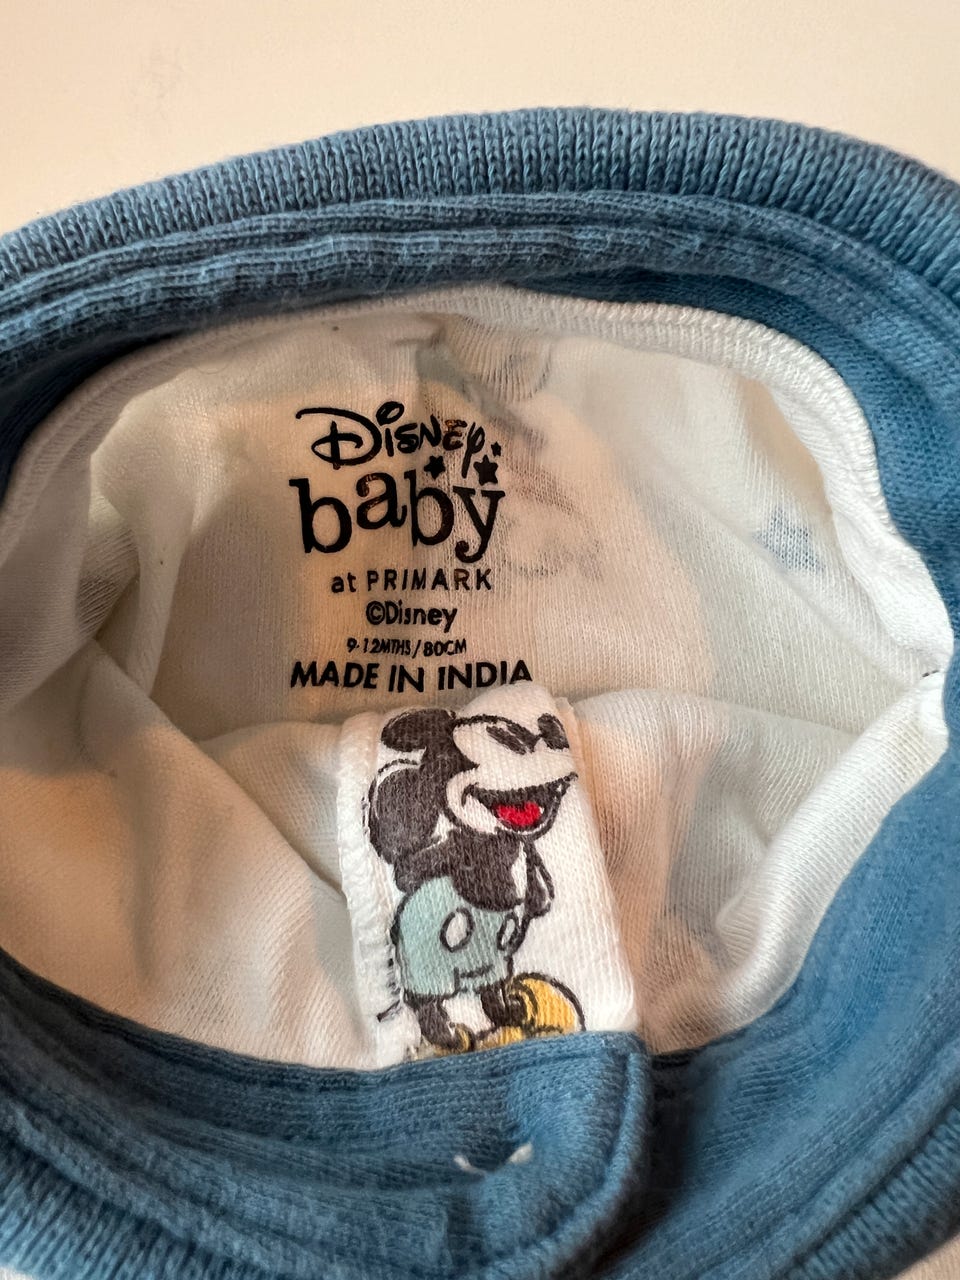 Disney
baby
at PRIMARK
©Disney
9-12MTHS/80CM
MADE IN INDIA